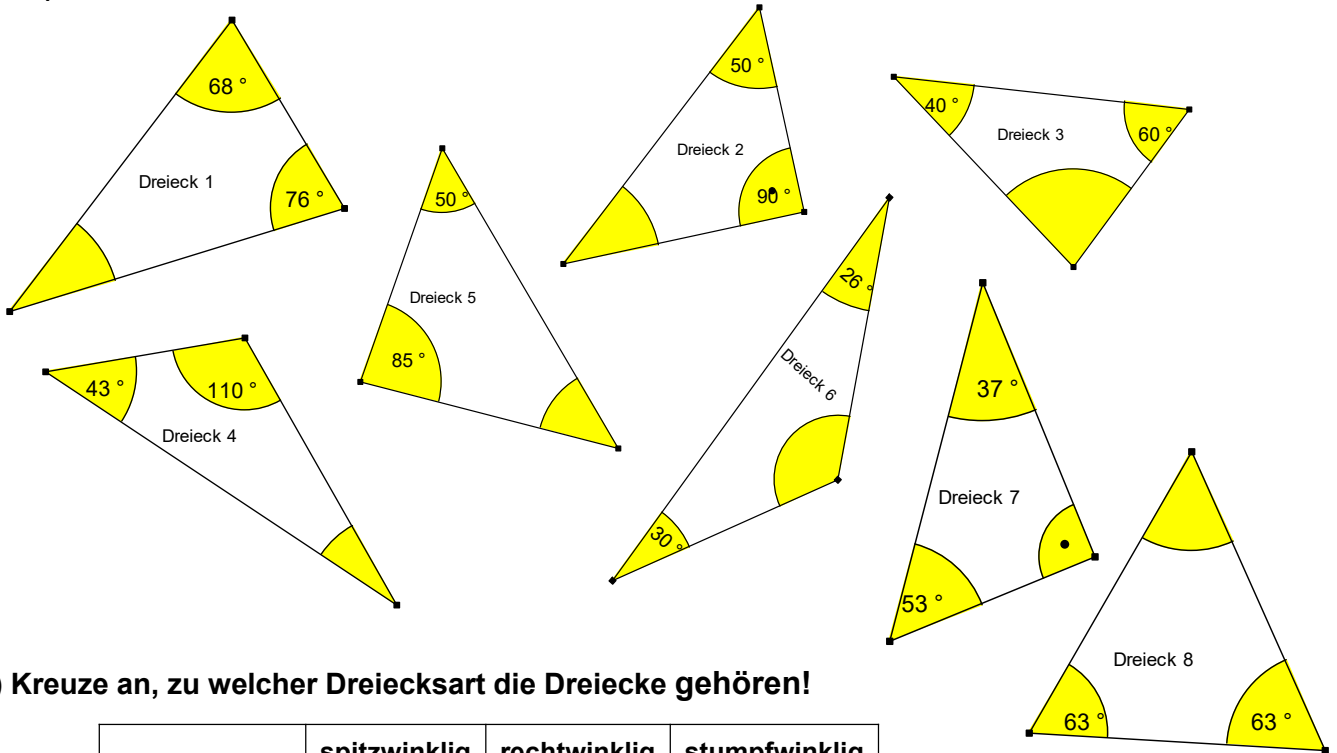 68 °
76 °
Dreieck 1
50 °
90 °
Dreieck 2
40 °
60 °
Dreieck 3
43 °
110 °
Dreieck 4
50 °
85 °
Dreieck 5
26 °
30 °
Dreieck 6
37 °
53 °
Dreieck 7
63 °
63 °
Dreieck 8
) Kreuze an, zu welcher Dreiecksart die Dreiecke gehören!
spitzwinklig rechtwinklig stumpfwinklig